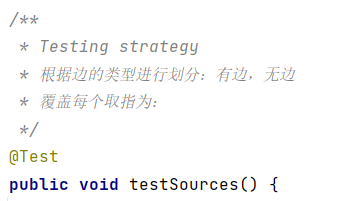 /**
* Testing strategy
* 根据边的类型进行划分: 有边, 无边
* 覆盖每个取指为:
*/
@Test
public void testSources() {